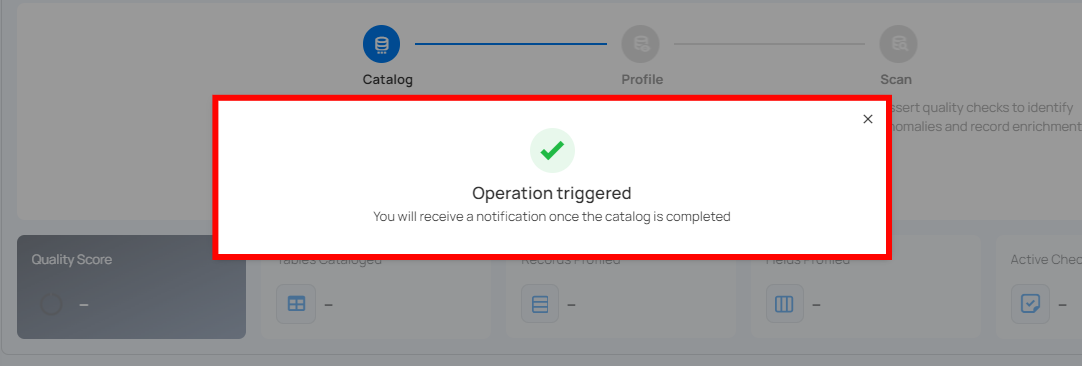 Catalog
Profile
Scan
ssert quality checks to identify
nomalies and record enrichment
Operation triggered
You will receive a notification once the catalog is completed
Quality Score
Tables Cataloged
Records Profiled
Fields Profiled
Active Chec
–
–
–
–
–